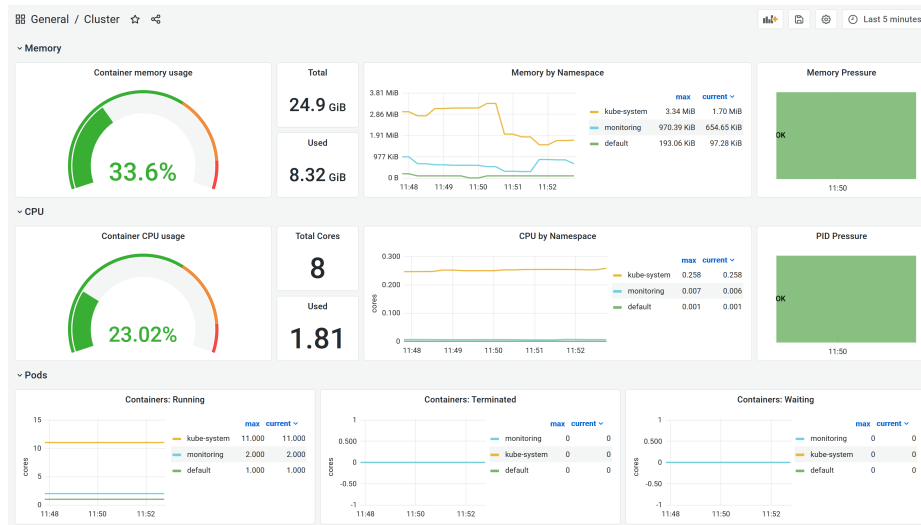 General / Cluster
Last 5 minutes
Memory
Container memory usage
33.6%
Total
24.9 GiB
Used
8.32 GiB
Memory by Namespace
3.81 MiB
2.86 MiB
1.91 MiB
977 KiB
0 B
11:48 11:49 11:50 11:51 11:52
max current
kube-system 3.34 MiB 1.70 MiB
monitoring 970.39 KiB 654.65 KiB
default 193.06 KiB 97.28 KiB
Memory Pressure
OK
11:50
CPU
Container CPU usage
23.02%
Total Cores
8
Used
1.81
CPU by Namespace
cores
0.300
0.200
0.100
0
11:48 11:49 11:50 11:51 11:52
max current
kube-system 0.258 0.258
monitoring 0.007 0.006
default 0.001 0.001
PID Pressure
OK
11:50
Pods
Containers: Running
cores
15
10
5
0
11:48 11:50 11:52
max current
kube-system 11.000 11.000
monitoring 2.000 2.000
default 1.000 1.000
Containers: Terminated
cores
1
0.500
0
-0.50
-1
11:48 11:50 11:52
max current
monitoring 0 0
kube-system 0 0
default 0 0
Containers: Waiting
cores
1
0.500
0
-0.50
-1
11:48 11:50 11:52
max current
monitoring 0 0
kube-system 0 0
default 0 0